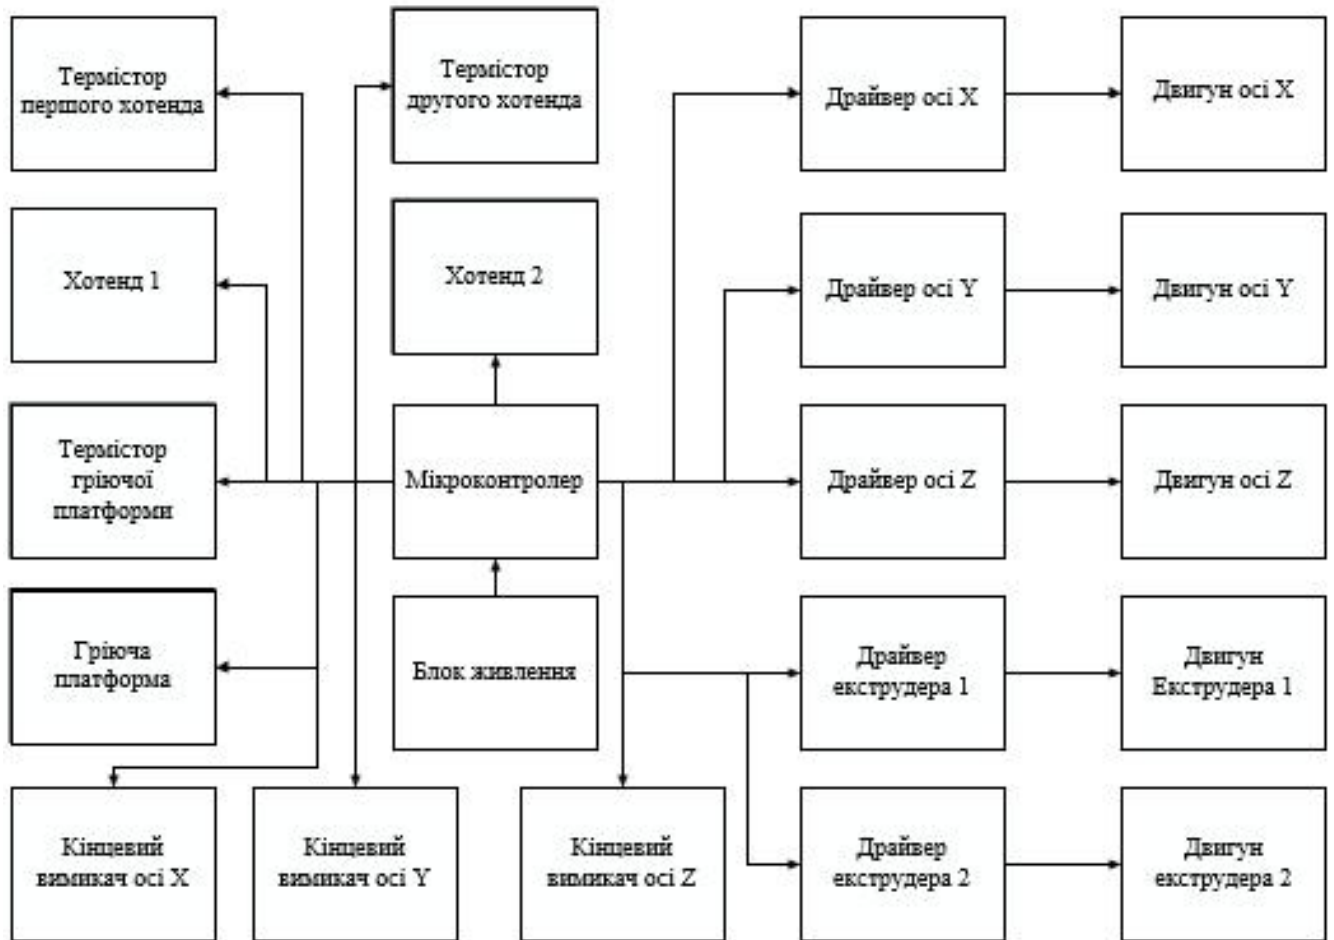 Термістор
першого хотенда
Термістор
другого хотенда
Драйвер осі X
Двигун осі X
Хотенд 1
Хотенд 2
Драйвер осі Y
Двигун осі Y
Термістор
гріючої
платформи
Мікроконтролер
Драйвер осі Z
Двигун осі Z
Гріюча
платформа
Блок живлення
Драйвер
екструдера 1
Двигун
Екструдера 1
Кінцевий
вимикач осі X
Кінцевий
вимикач осі Y
Кінцевий
вимикач осі Z
Драйвер
екструдера 2
Двигун
екструдера 2